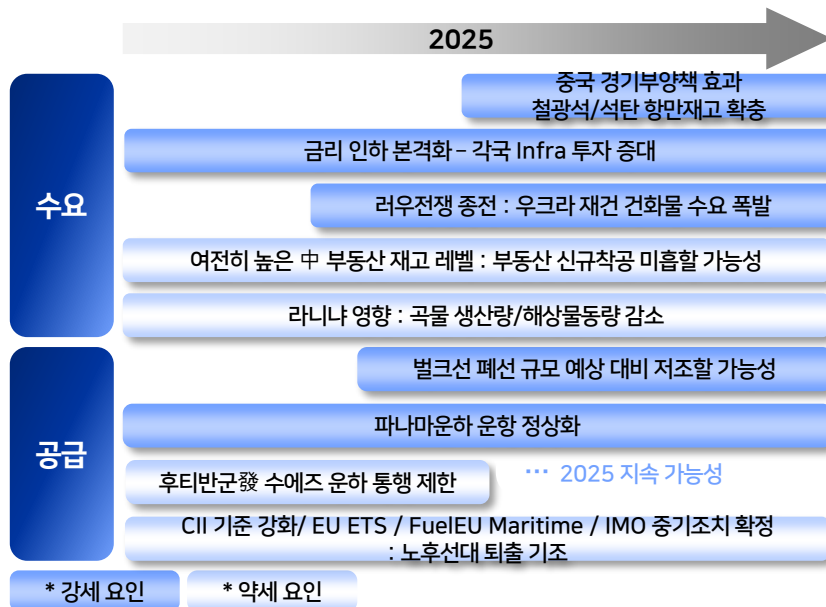 2025
수요
중국 경기부양책 효과
철광석/석탄 항만재고 확충
금리 인하 본격화 – 각국 Infra 투자 증대
러우전쟁 종전 : 우크라 재건 건화물 수요 폭발
여전히 높은 中 부동산 재고 레벨 : 부동산 신규착공 미흡할 가능성
라니냐 영향 : 곡물 생산량/해상물동량 감소
공급
벌크선 폐선 규모 예상 대비 저조할 가능성
파나마운하 운항 정상화
후티반군發 수에즈 운하 통행 제한
… 2025 지속 가능성
CII 기준 강화/ EU ETS / FuelEU Maritime / IMO 중기조치 확정
: 노후선대 퇴출 기조
* 강세 요인
* 약세 요인